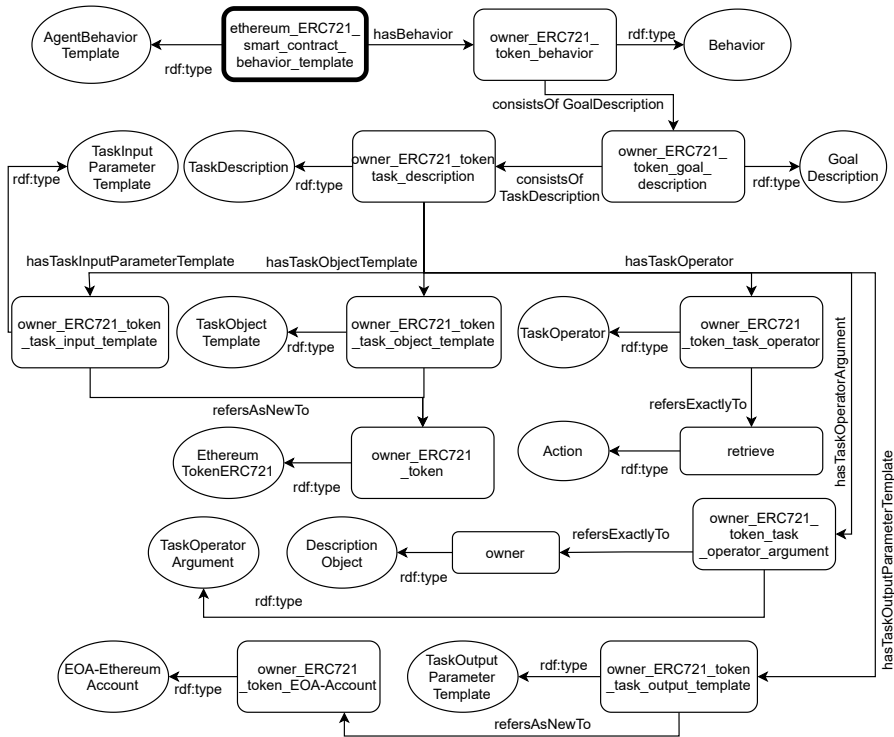 AgentBehavior
Template
rdf:type
ethereum_ERC721_
smart_contract_
behavior_template
hasBehavior
owner_ERC721_
token_behavior
rdf:type
Behavior
consistsOf GoalDescription
TaskInput
Parameter
Template
rdf:type
TaskDescription
rdf:type
owner_ERC721_token_
task_description
consistsOf
TaskDescription
owner_ERC721_
token_goal_
description
rdf:type
Goal
Description
hasTaskInputParameterTemplate
hasTaskObjectTemplate
hasTaskOperator
owner_ERC721_token
_task_input_template
TaskObject
Template
rdf:type
owner_ERC721_token
_task_object_template
TaskOperator
rdf:type
owner_ERC721
_token_task_operator
hasTaskOperatorArgument
refersAsNewTo
refersExactlyTo
Ethereum
TokenERC721
rdf:type
owner_ERC721
_token
Action
rdf:type
retrieve
hasTaskOutputParameterTemplate
TaskOperator
Argument
Description
Object
rdf:type
owner
refersExactlyTo
owner_ERC721_
token_task
_operator_argument
rdf:type
EOA-Ethereum
Account
rdf:type
owner_ERC721
_token_EOA-Account
TaskOutput
Parameter
Template
rdf:type
owner_ERC721_token
_task_output_template
refersAsNewTo